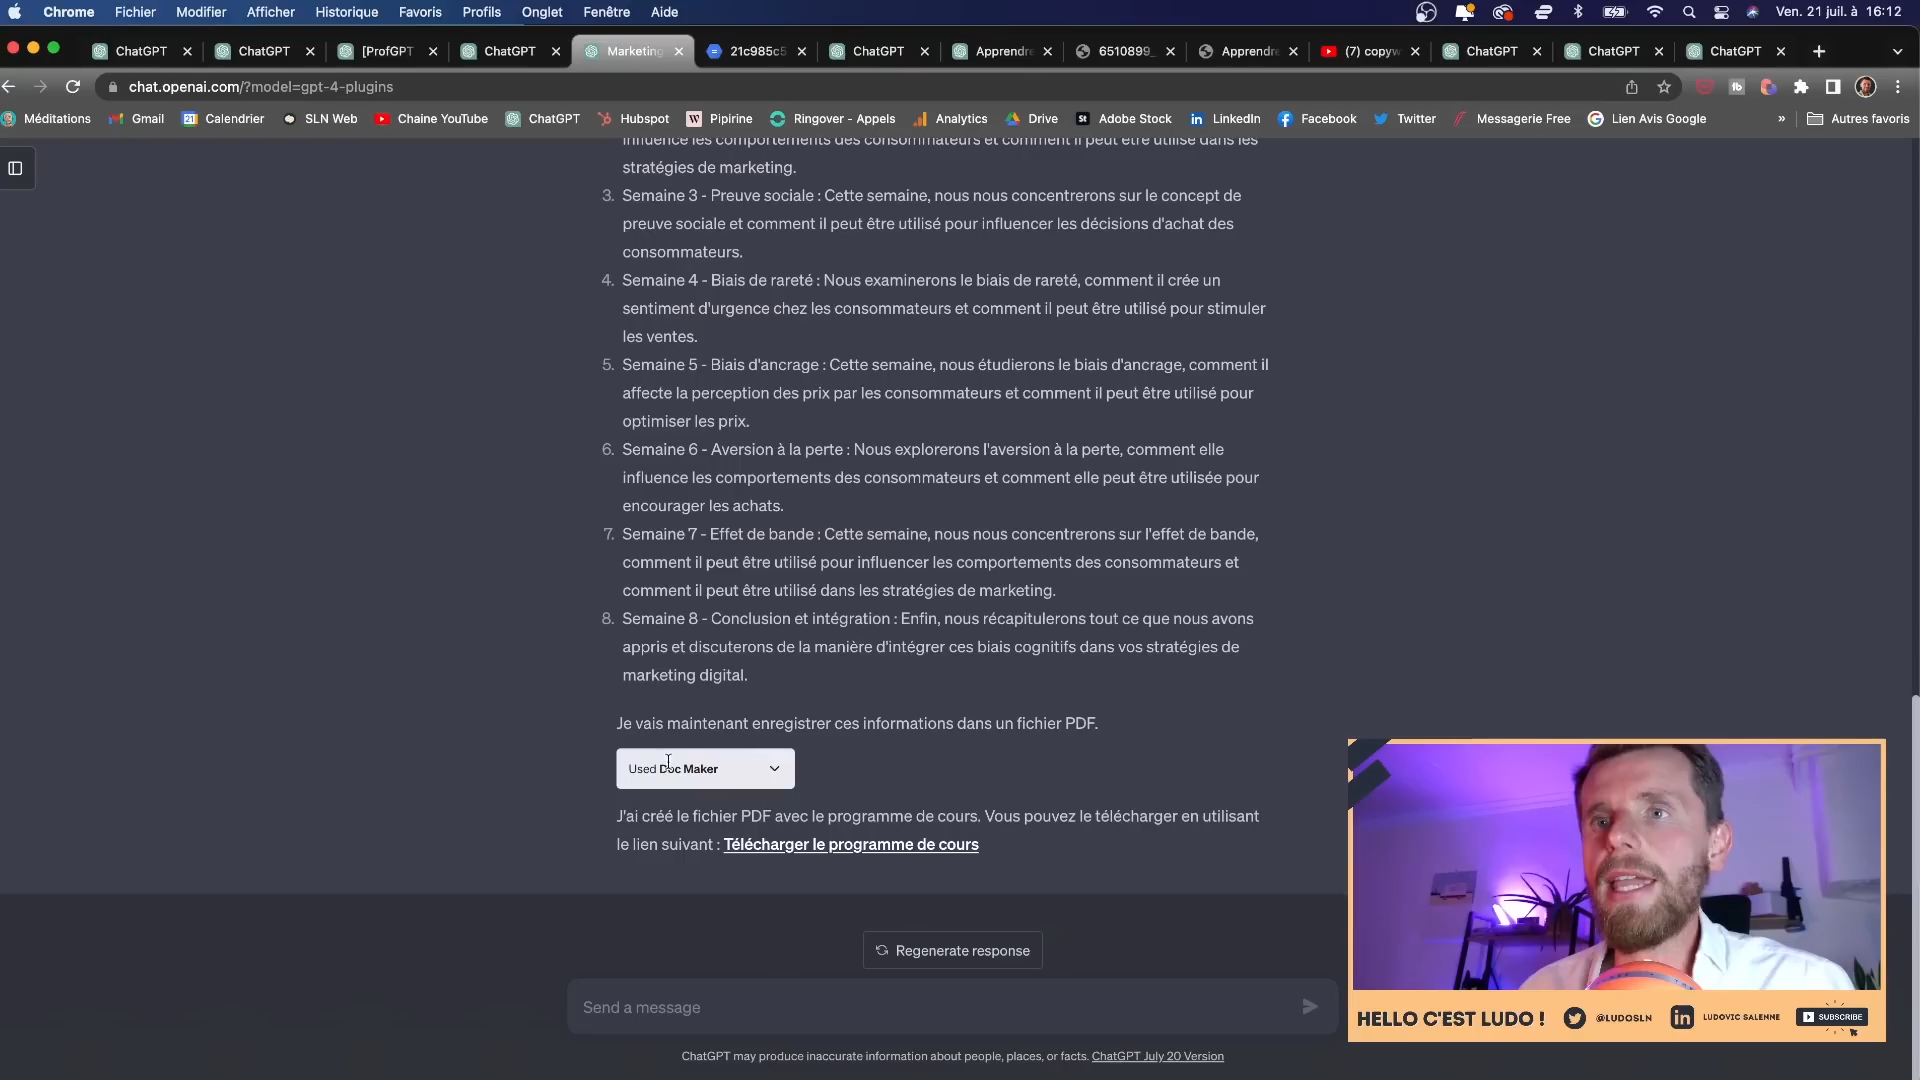 Chrome Fichier Modifier Afficher Historique Favoris Profils Onglet Fenêtre Aide Ven. 21 juil. à 16:12
ChatGPT ChatGPT [ProfGPT ChatGPT Marketing 21c985c5 ChatGPT Apprendre 6510899_ Apprendre (7) copyw ChatGPT ChatGPT ChatGPT
chat.openai.com/?model=gpt-4-plugins
Méditations Gmail Calendrier SLN Web Chaine YouTube ChatGPT Hubspot Pipirine Ringover - Appels Analytics Drive Adobe Stock LinkedIn Facebook Twitter Messagerie Free Lien Avis Google » Autres favoris
influence les comportements des consommateurs et comment il peut être utilisé dans les
stratégies de marketing.
3. Semaine 3 - Preuve sociale : Cette semaine, nous nous concentrerons sur le concept de
preuve sociale et comment il peut être utilisé pour influencer les décisions d'achat des
consommateurs.
4. Semaine 4 - Biais de rareté : Nous examinerons le biais de rareté, comment il crée un
sentiment d'urgence chez les consommateurs et comment il peut être utilisé pour stimuler
les ventes.
5. Semaine 5 - Biais d'ancrage : Cette semaine, nous étudierons le biais d'ancrage, comment il
affecte la perception des prix par les consommateurs et comment il peut être utilisé pour
optimiser les prix.
6. Semaine 6 - Aversion à la perte : Nous explorerons l'aversion à la perte, comment elle
influence les comportements des consommateurs et comment elle peut être utilisée pour
encourager les achats.
7. Semaine 7 - Effet de bande : Cette semaine, nous nous concentrerons sur l'effet de bande,
comment il peut être utilisé pour influencer les comportements des consommateurs et
comment il peut être utilisé dans les stratégies de marketing.
8. Semaine 8 - Conclusion et intégration : Enfin, nous récapitulerons tout ce que nous avons
appris et discuterons de la manière d'intégrer ces biais cognitifs dans vos stratégies de
marketing digital.
Je vais maintenant enregistrer ces informations dans un fichier PDF.
Used Doc Maker
J'ai créé le fichier PDF avec le programme de cours. Vous pouvez le télécharger en utilisant
le lien suivant : Télécharger le programme de cours
Regenerate response
Send a message
HELLO C'EST LUDO ! @LUDOSLN LUDOVIC SALENNE SUBSCRIBE
ChatGPT may produce inaccurate information about people, places, or facts. ChatGPT July 20 Version